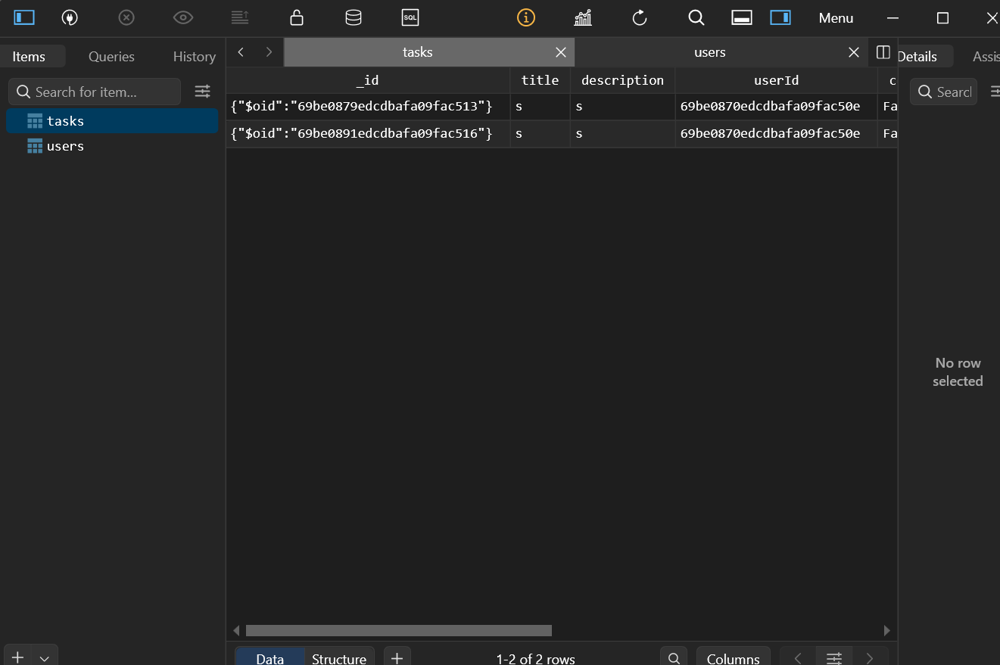 SQL
Menu
Items
Queries
History
tasks
users
Details
Assis
Search for item...
_id
title
description
userId
c
Search
{"$oid":"69be0879edcdbafa09fac513"}
s
s
69be0870edcdbafa09fac50e
Fa
tasks
{"$oid":"69be0891edcdbafa09fac516"}
s
s
69be0870edcdbafa09fac50e
Fa
users
No row
selected
Data
Structure
1-2 of 2 rows
Columns